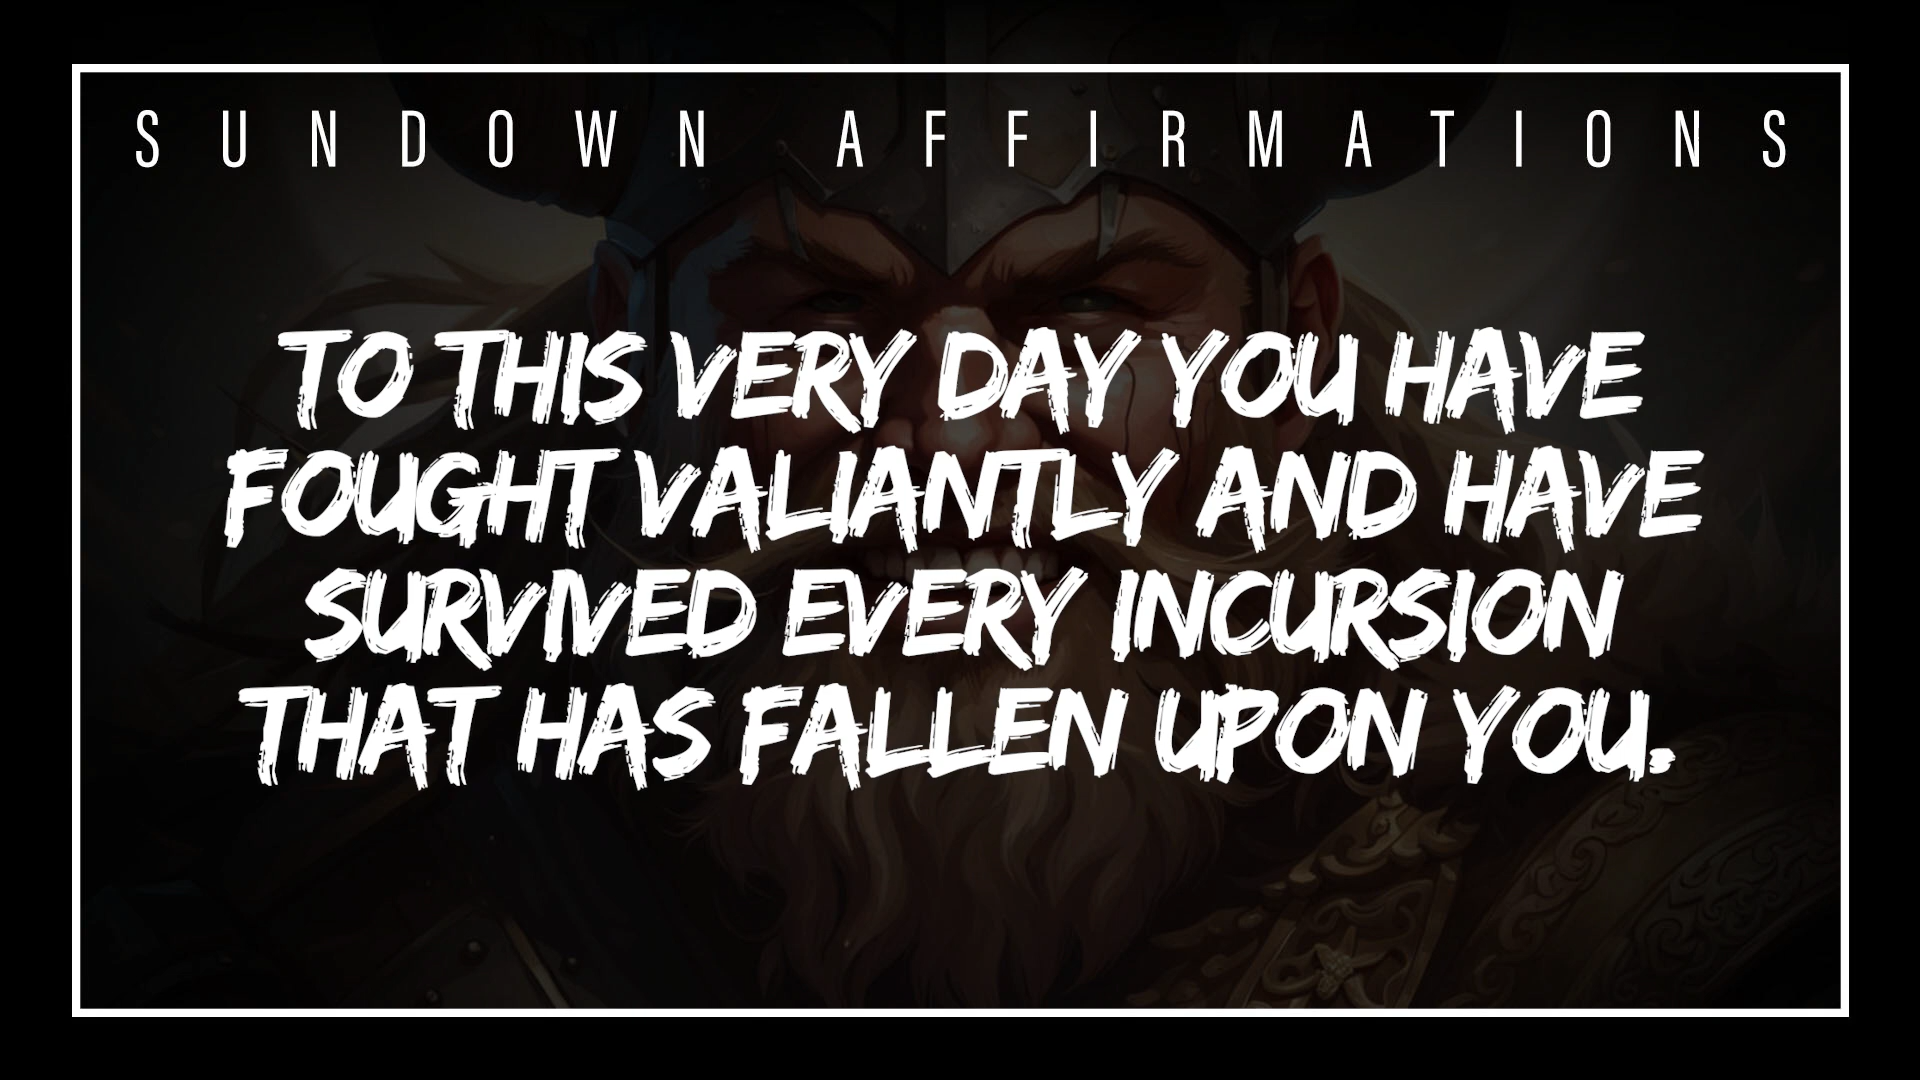 SUNDOWN AFFIRMATIONS
TO THIS VERY DAY YOU HAVE
FOUGHT VALIANTLY AND HAVE
SURVIVED EVERY INCURSION
THAT HAS FALLEN UPON YOU.